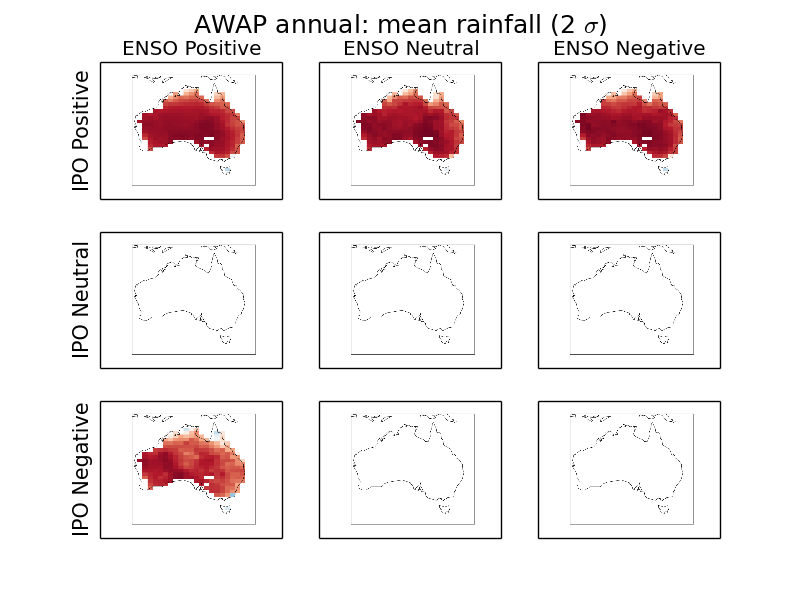 AWAP annual: mean rainfall (2 σ)
ENSO Positive ENSO Neutral ENSO Negative
IPO Positive
IPO Neutral
IPO Negative